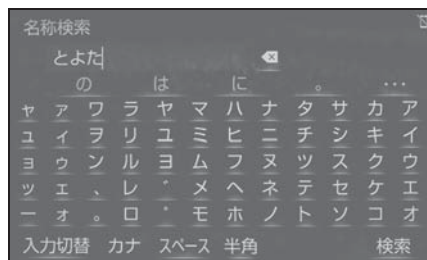 名称検索
とよた
の は に 。 …
ャ ァ ワ ラ ヤ マ ハ ナ タ サ カ ア
ュ ィ ヲ リ ユ ミ ヒ ニ チ シ キ イ
ョ ゥ ン ル ヨ ム フ ヌ ツ ス ク ウ
ッ ェ 、 レ ゛ メ ヘ ネ テ セ ケ エ
ー ォ 。 ロ ゜ モ ホ ノ ト ソ コ オ
入力切替 カナ スペース 半角 検索